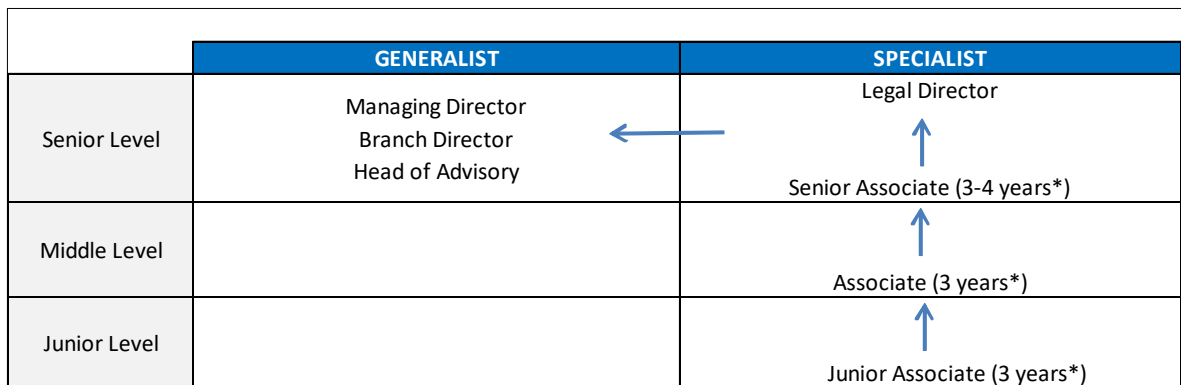 GENERALIST
SPECIALIST
Senior Level
Managing Director
Branch Director
Head of Advisory
Legal Director
Senior Associate (3-4 years*)
Middle Level
Associate (3 years*)
Junior Level
Junior Associate (3 years*)